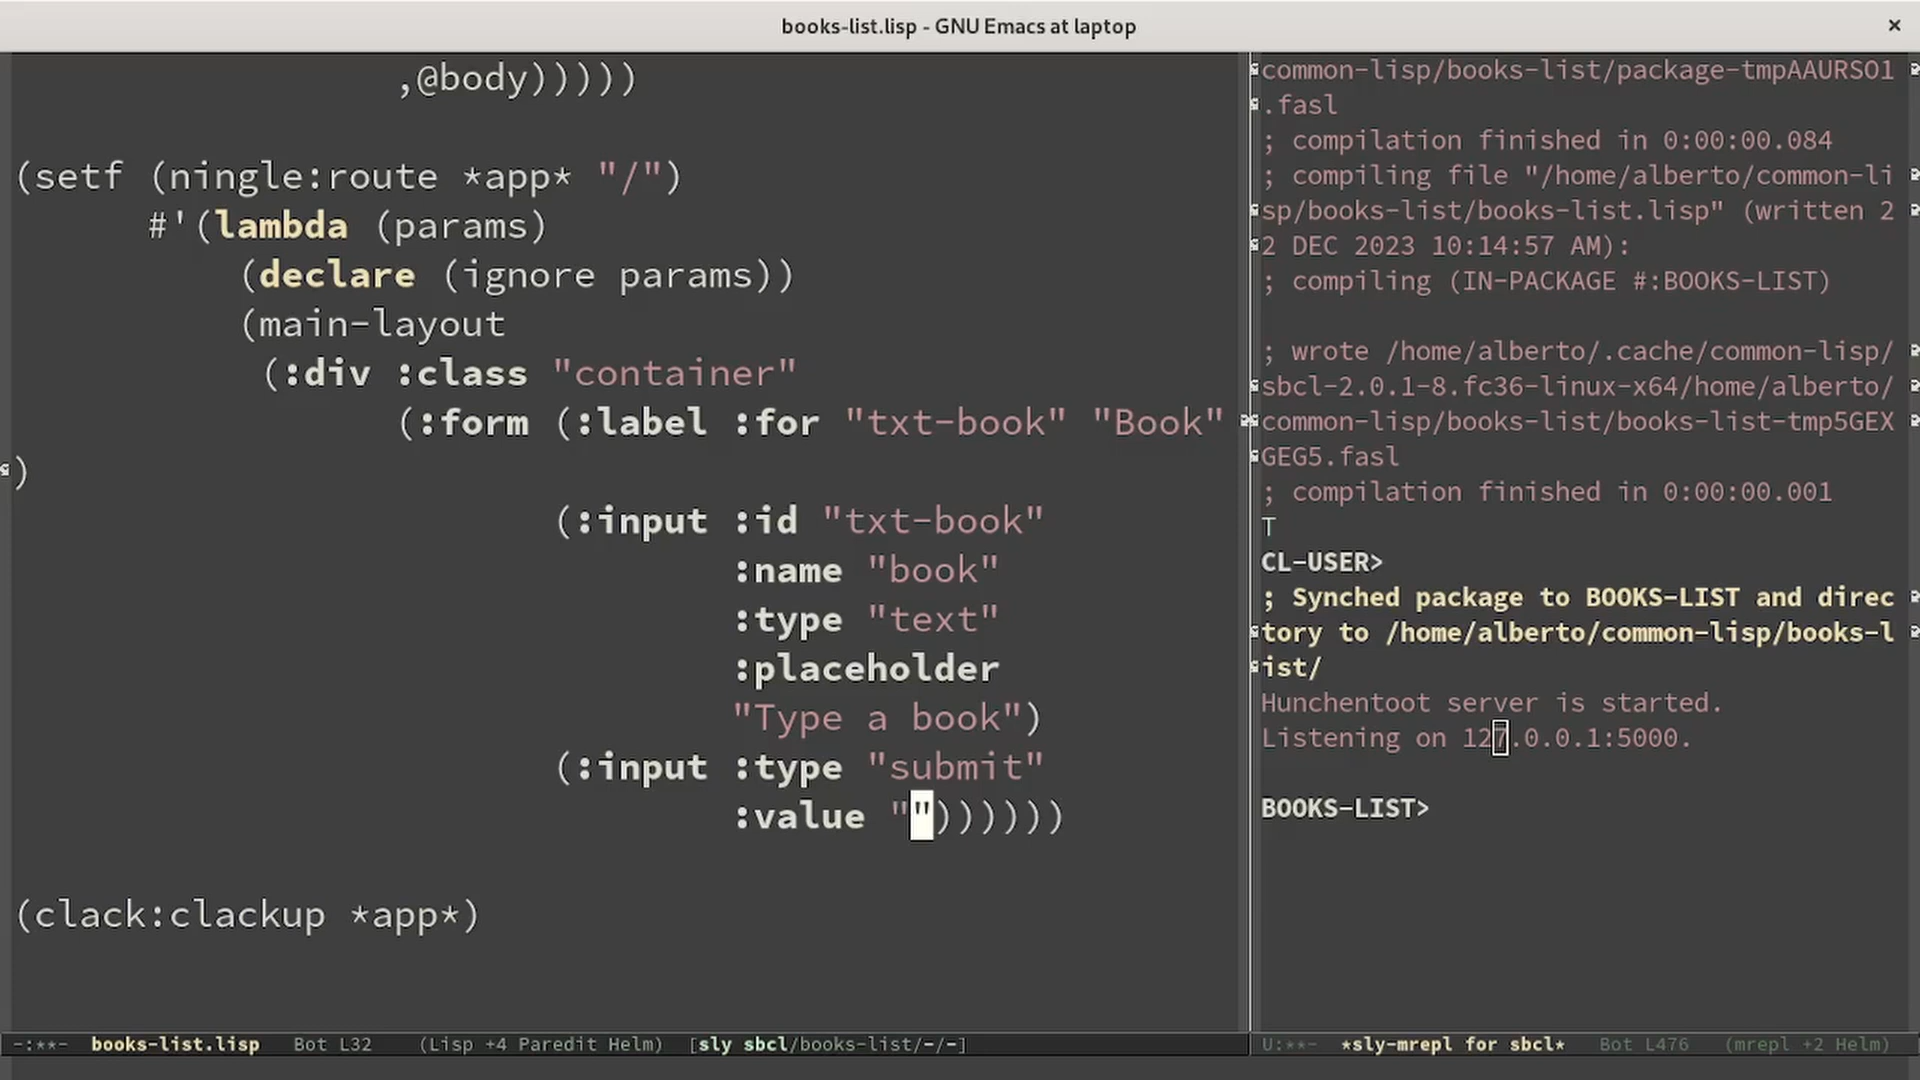 books-list.lisp - GNU Emacs at laptop
×
,@body)))))
(setf (ningle:route *app* "/")
#'(lambda (params)
(declare (ignore params))
(main-layout
(:div :class "container"
(:form (:label :for "txt-book" "Book"
)
(:input :id "txt-book"
:name "book"
:type "text"
:placeholder
"Type a book")
(:input :type "submit"
:value ""))))))
(clack:clackup *app*)
-:**- books-list.lisp Bot L32 (Lisp +4 Paredit Helm) [sly sbcl/books-list/-/-]
common-lisp/books-list/package-tmpAAURSO1
.fasl
; compilation finished in 0:00:00.084
; compiling file "/home/alberto/common-li
sp/books-list/books-list.lisp" (written 2
2 DEC 2023 10:14:57 AM):
; compiling (IN-PACKAGE #:BOOKS-LIST)
; wrote /home/alberto/.cache/common-lisp/
sbcl-2.0.1-8.fc36-linux-x64/home/alberto/
common-lisp/books-list/books-list-tmp5GEX
GEG5.fasl
; compilation finished in 0:00:00.001
T
CL-USER>
; Synched package to BOOKS-LIST and direc
tory to /home/alberto/common-lisp/books-l
ist/
Hunchentoot server is started.
Listening on 127.0.0.1:5000.
BOOKS-LIST>
U:**- *sly-mrepl for sbcl* Bot L476 (mrepl +2 Helm)